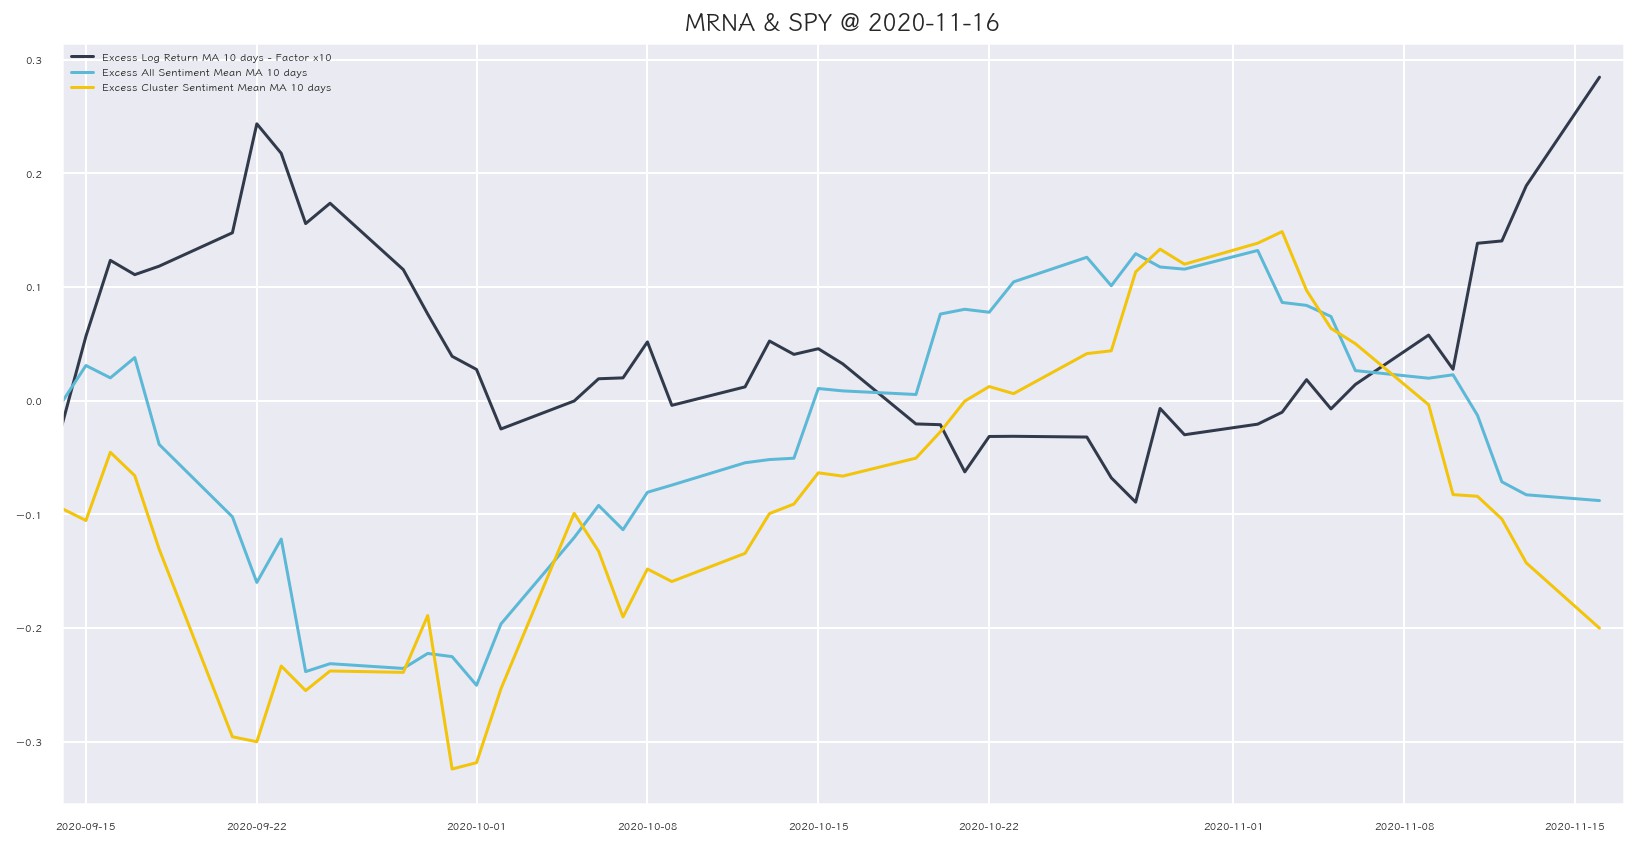 MRNA & SPY @ 2020-11-16
Excess Log Return MA 10 days - Factor x10
Excess All Sentiment Mean MA 10 days
Excess Cluster Sentiment Mean MA 10 days
0.3
0.2
0.1
0.0
−0.1
−0.2
−0.3
2020-09-15 2020-09-22 2020-10-01 2020-10-08 2020-10-15 2020-10-22 2020-11-01 2020-11-08 2020-11-15